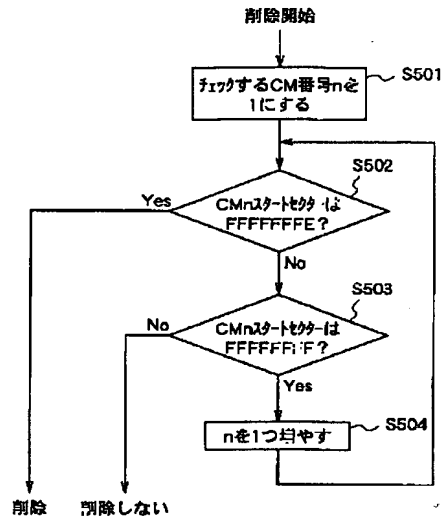 削除開始
チェックするCM番号nを
1にする
S501
S502
CMnスタートセクターは
FFFFFFFE?
Yes
No
S503
CMnスタートセクターは
FFFFFFFF?
No
Yes
nを1つ増やす
S504
削除
削除しない